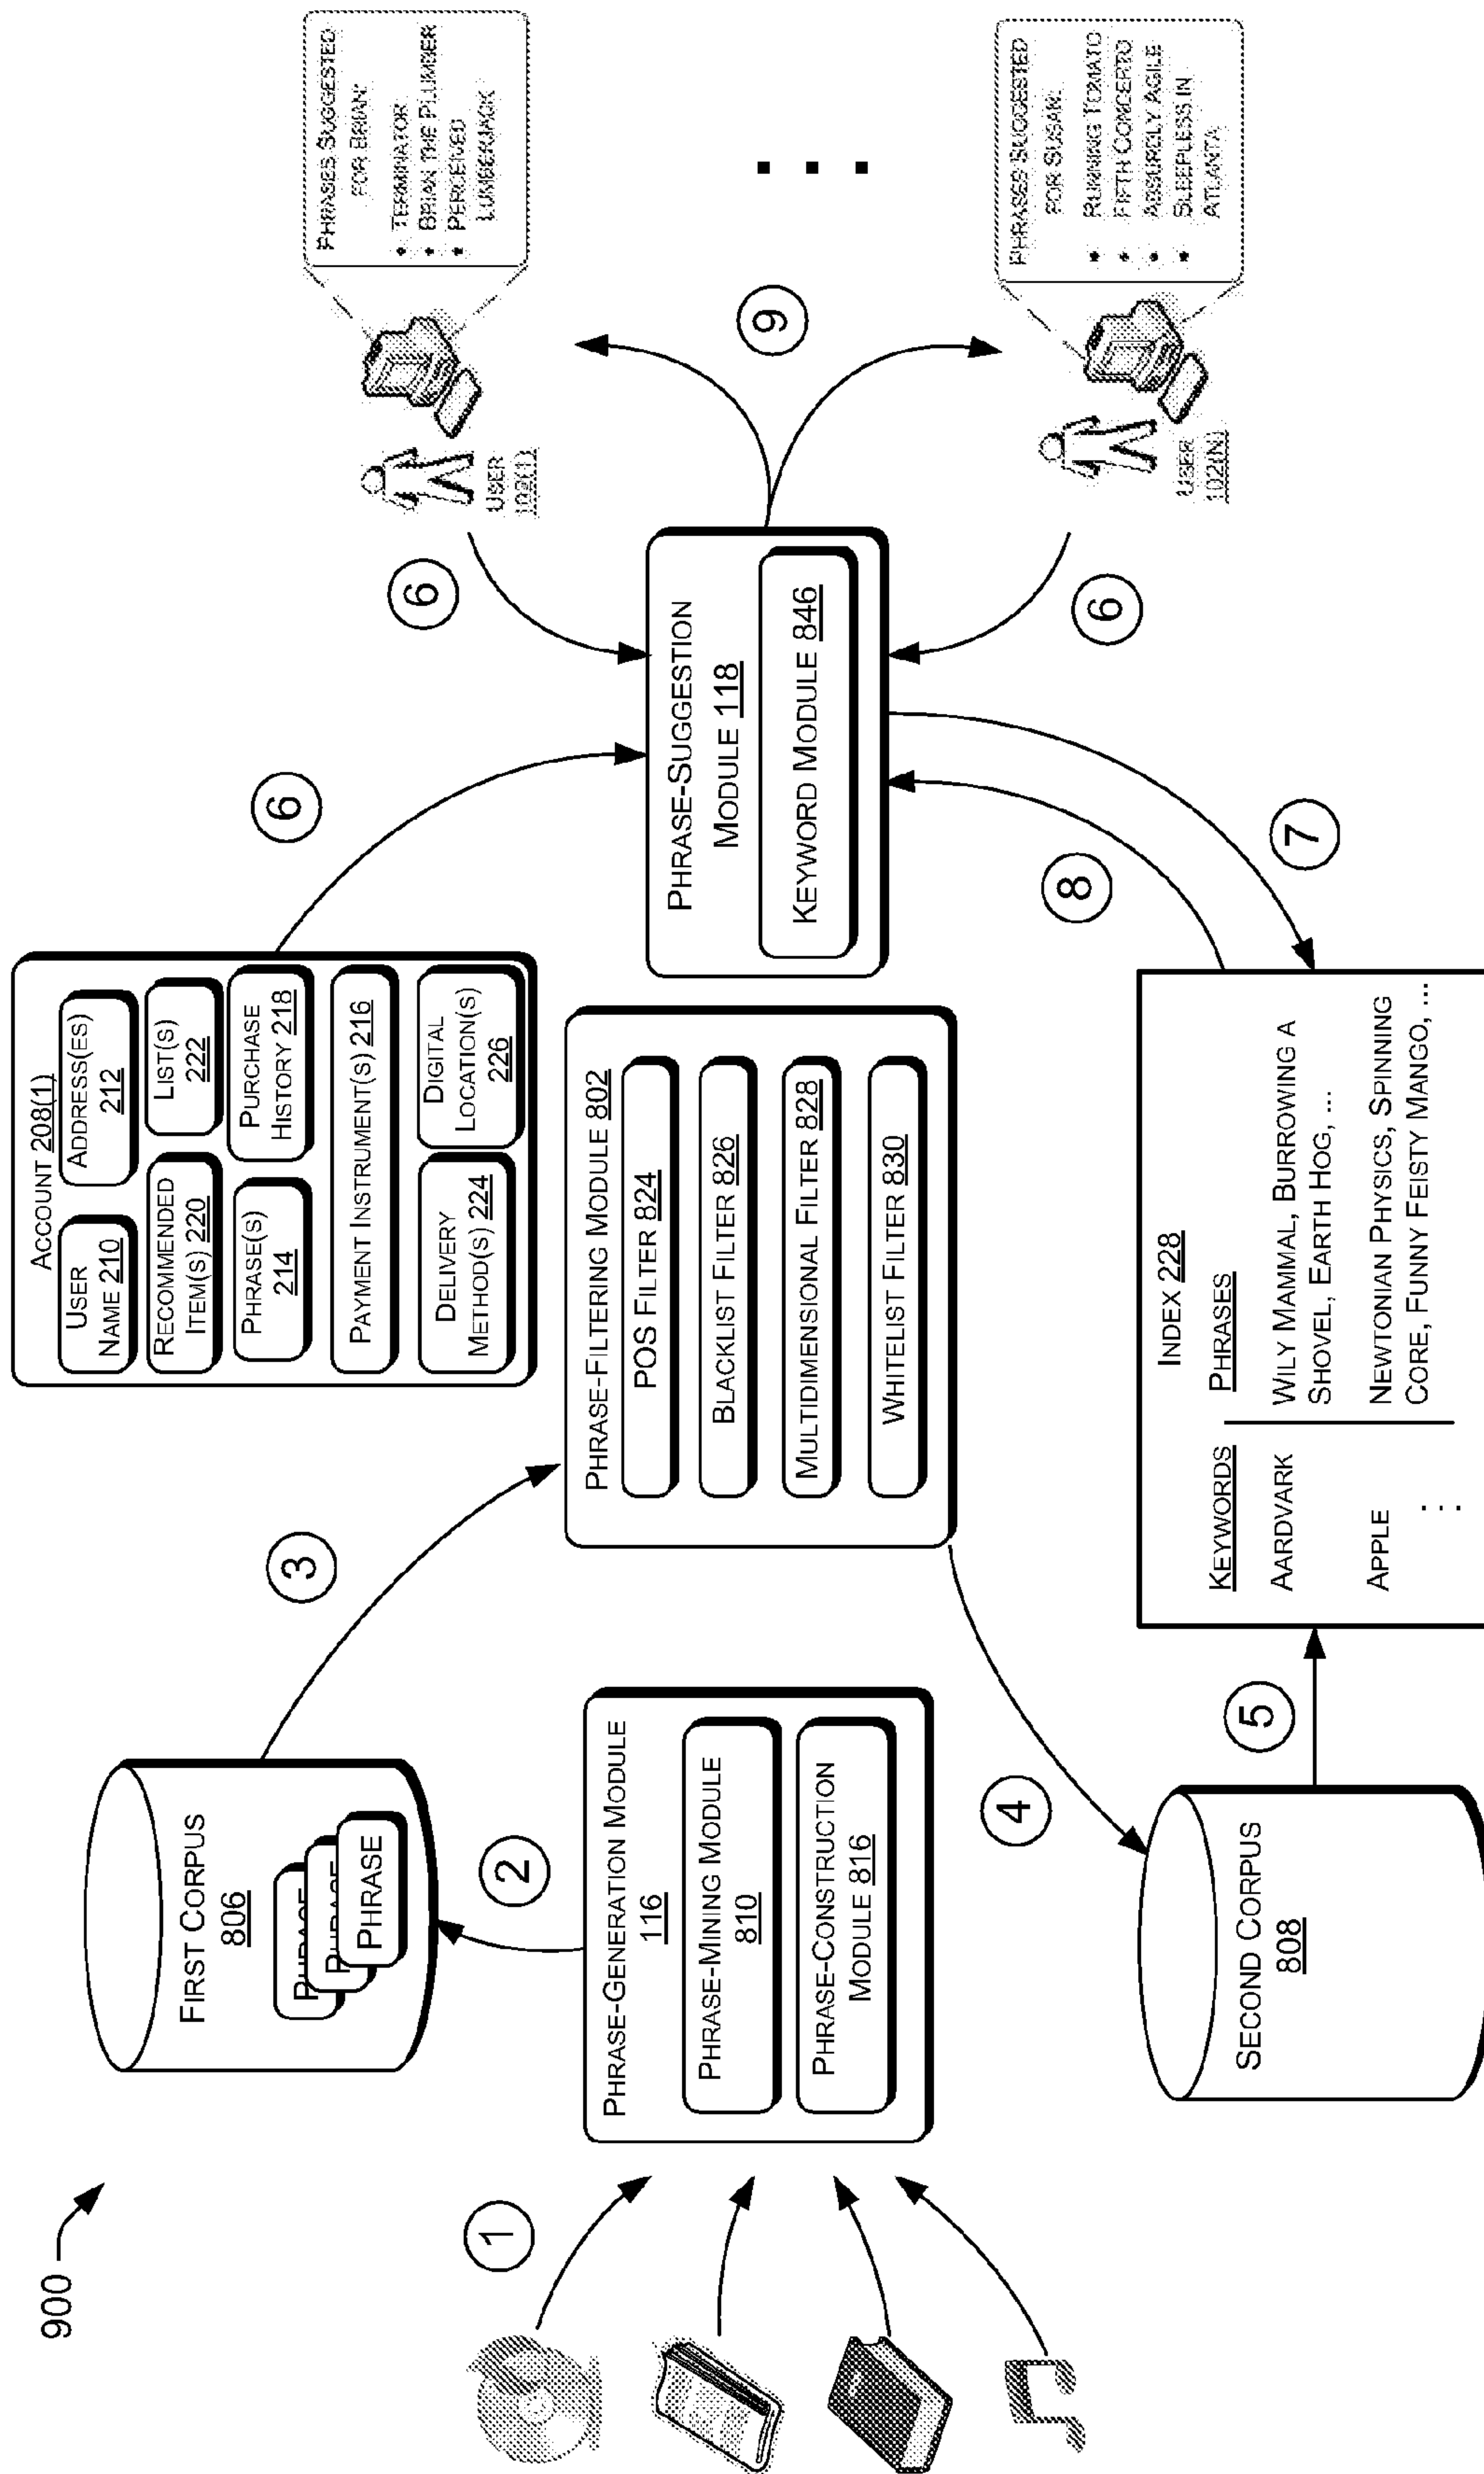 900
1
FIRST CORPUS
806
PHRASE
PHRASE
PHRASE
2
PHRASE-GENERATION MODULE
116
PHRASE-MINING MODULE
810
PHRASE-CONSTRUCTION
MODULE 816
3
4
SECOND CORPUS
808
5
ACCOUNT 208(1)
USER
NAME 210
ADDRESS(ES)
212
RECOMMENDED
ITEM(S) 220
LIST(S)
222
PHRASE(S)
214
PURCHASE
HISTORY 218
PAYMENT INSTRUMENT(S) 216
DELIVERY
METHOD(S) 224
DIGITAL
LOCATION(S)
226
PHRASE-FILTERING MODULE 802
POS FILTER 824
BLACKLIST FILTER 826
MULTIDIMENSIONAL FILTER 828
WHITELIST FILTER 830
INDEX 228
KEYWORDS
PHRASES
AARDVARK
WILY MAMMAL, BURROWING A
SHOVEL, EARTH HOG, ...
APPLE
NEWTONIAN PHYSICS, SPINNING
CORE, FUNNY FEISTY MANGO, ...
6
PHRASE-SUGGESTION
MODULE 118
KEYWORD MODULE 846
8
7
6
6
9
USER
102(1)
PHRASES SUGGESTED
FOR BRIAN:
• TERMINATOR
• BRIAN THE PLUMBER
• PERCEIVED
LUMBERJACK
USER
102(N)
PHRASES SUGGESTED
FOR SUSAN:
• RUNNING TOMATO
• FIFTH CONCERTO
• ABSURDLY AGILE
• SLEEPLESS IN
ATLANTA